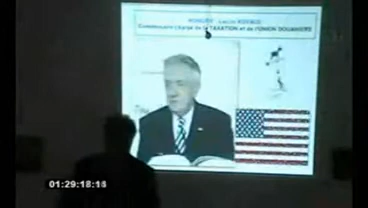 Commissaire chargé de la TAXATION et de l'UNION DOUANIERE
01:29:18:18